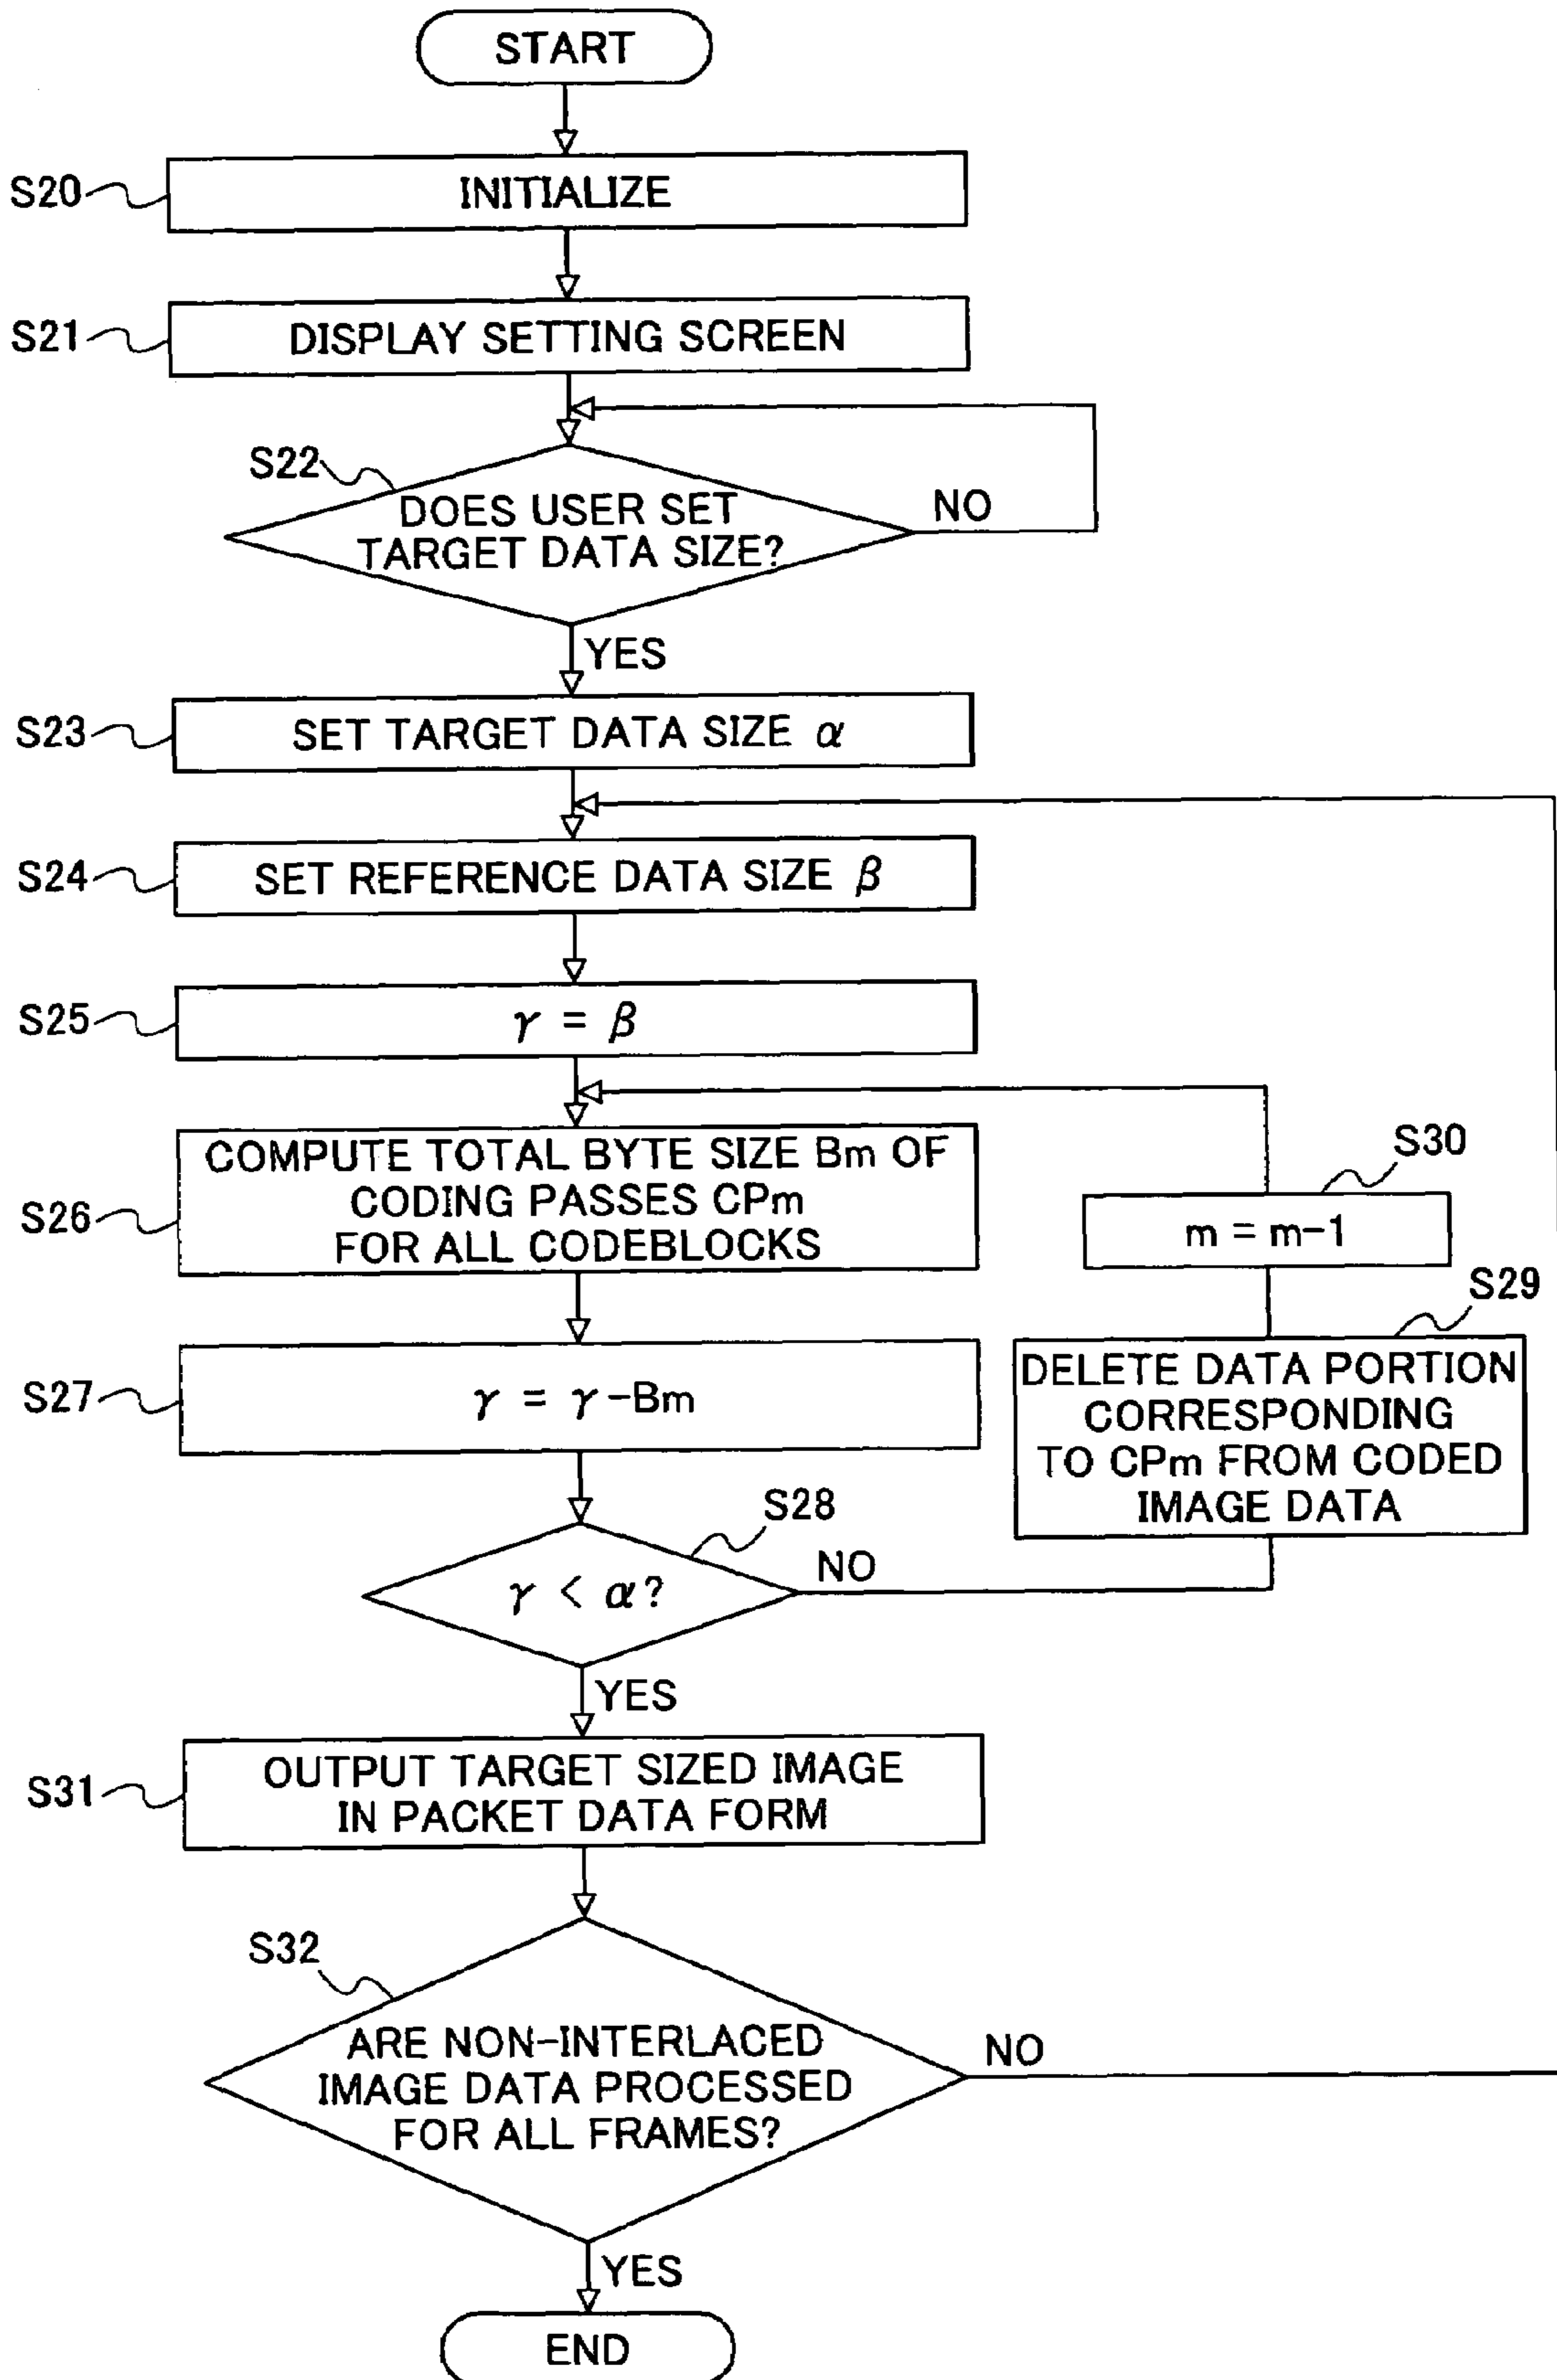 START
S20
INITIALIZE
S21
DISPLAY SETTING SCREEN
S22
DOES USER SET
TARGET DATA SIZE?
NO
YES
S23
SET TARGET DATA SIZE α
S24
SET REFERENCE DATA SIZE β
S25
γ = β
S26
COMPUTE TOTAL BYTE SIZE Bm OF
CODING PASSES CPm
FOR ALL CODEBLOCKS
S30
m = m-1
S29
DELETE DATA PORTION
CORRESPONDING
TO CPm FROM CODED
IMAGE DATA
S27
γ = γ-Bm
S28
γ < α?
NO
YES
S31
OUTPUT TARGET SIZED IMAGE
IN PACKET DATA FORM
S32
ARE NON-INTERLACED
IMAGE DATA PROCESSED
FOR ALL FRAMES?
NO
YES
END